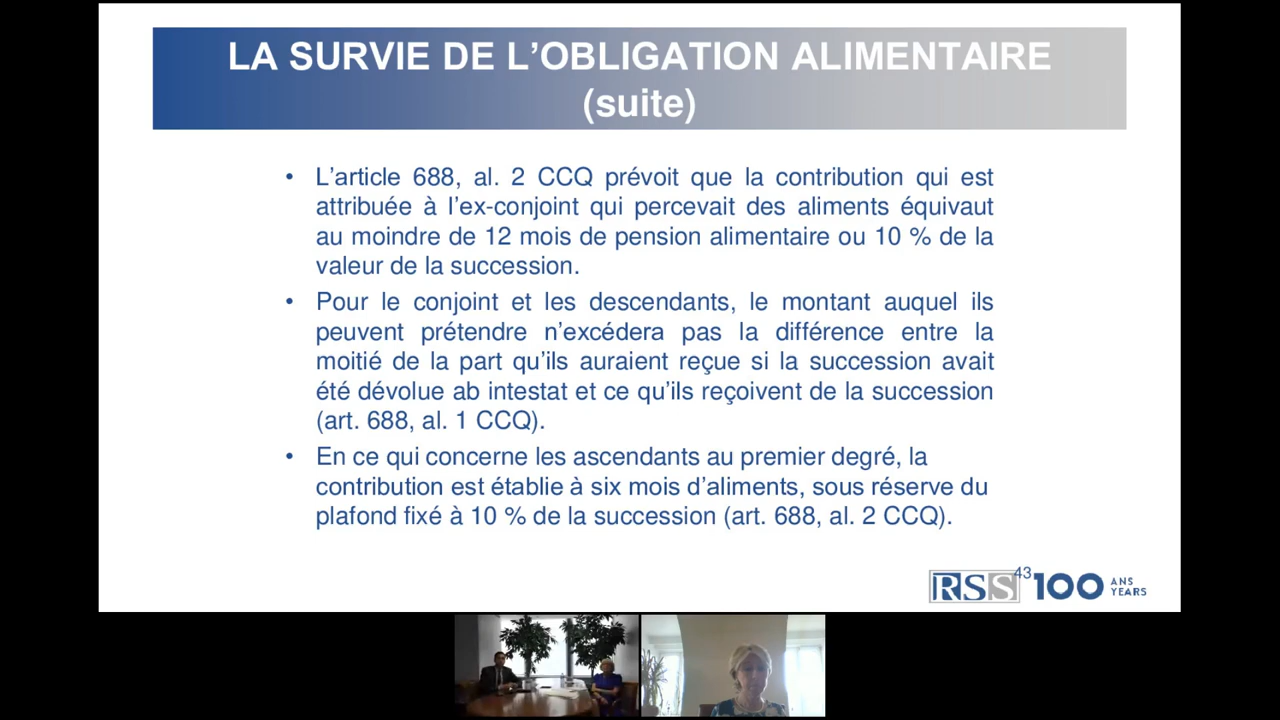 LA SURVIE DE L’OBLIGATION ALIMENTAIRE
(suite)
• L’article 688, al. 2 CCQ prévoit que la contribution qui est
attribuée à l’ex-conjoint qui percevait des aliments équivaut
au moindre de 12 mois de pension alimentaire ou 10 % de la
valeur de la succession.
• Pour le conjoint et les descendants, le montant auquel ils
peuvent prétendre n’excédera pas la différence entre la
moitié de la part qu’ils auraient reçue si la succession avait
été dévolue ab intestat et ce qu’ils reçoivent de la succession
(art. 688, al. 1 CCQ).
• En ce qui concerne les ascendants au premier degré, la
contribution est établie à six mois d’aliments, sous réserve du
plafond fixé à 10 % de la succession (art. 688, al. 2 CCQ).
43
RSS 100 ANS
YEARS